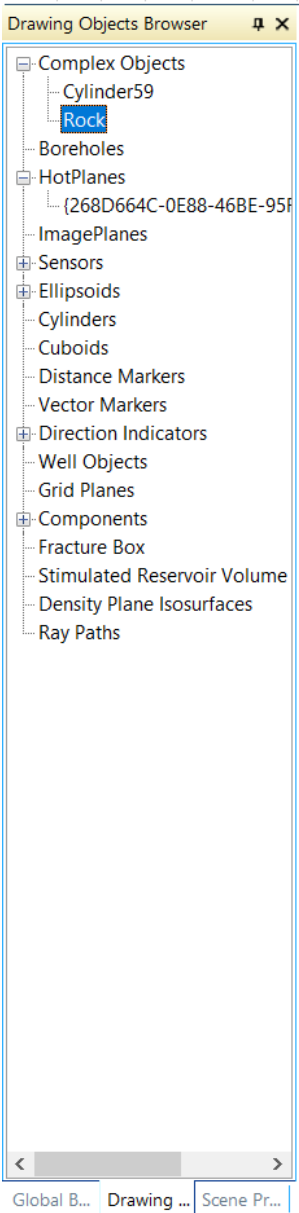 Drawing Objects Browser
Complex Objects
Cylinder59
Rock
Boreholes
HotPlanes
{268D664C-0E88-46BE-95F
ImagePlanes
Sensors
Ellipsoids
Cylinders
Cuboids
Distance Markers
Vector Markers
Direction Indicators
Well Objects
Grid Planes
Components
Fracture Box
Stimulated Reservoir Volume
Density Plane Isosurfaces
Ray Paths
Global B... Drawing ... Scene Pr...